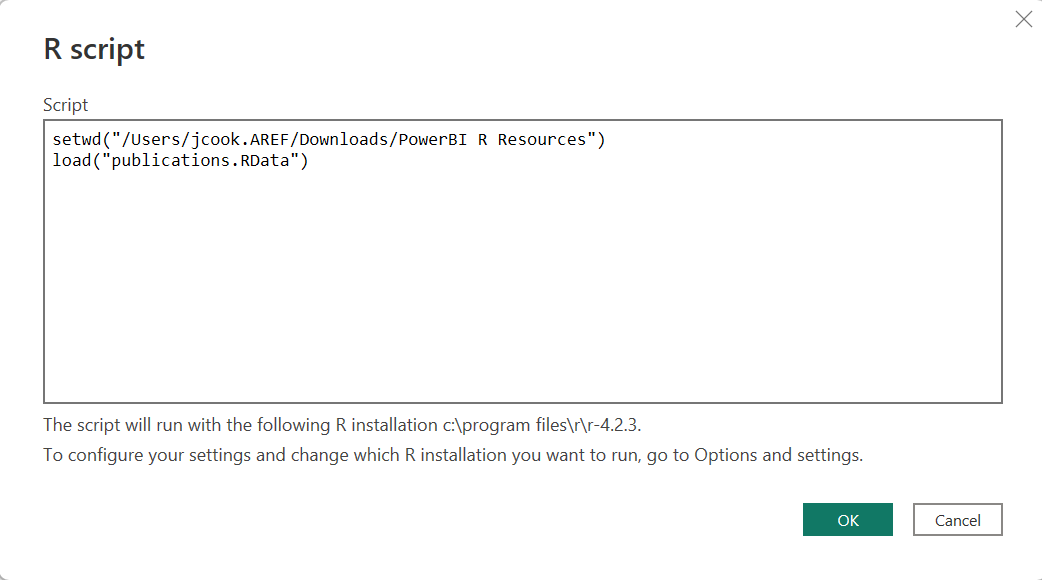 R script
Script
setwd("/Users/jcook.AREF/Downloads/PowerBI R Resources")
load("publications.RData")
The script will run with the following R installation c:\program files\r\r-4.2.3.
To configure your settings and change which R installation you want to run, go to Options and settings.
OK
Cancel